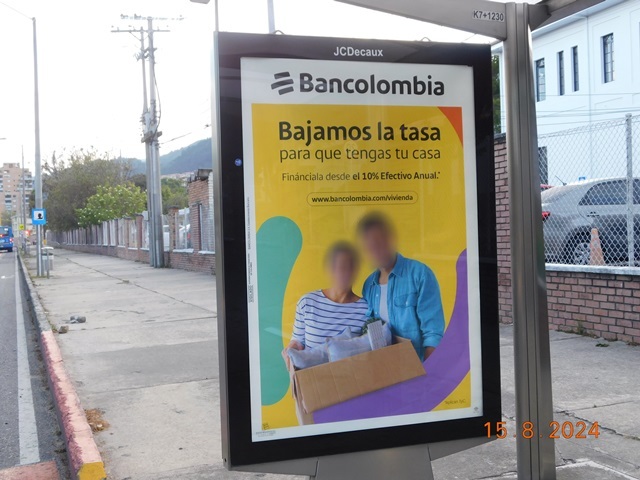 K7+1230
JCDecaux
Bancolombia
Bajamos la tasa
para que tengas tu casa
Finánciala desde el 10% Efectivo Anual.*
www.bancolombia.com/vivienda
15.8.2024